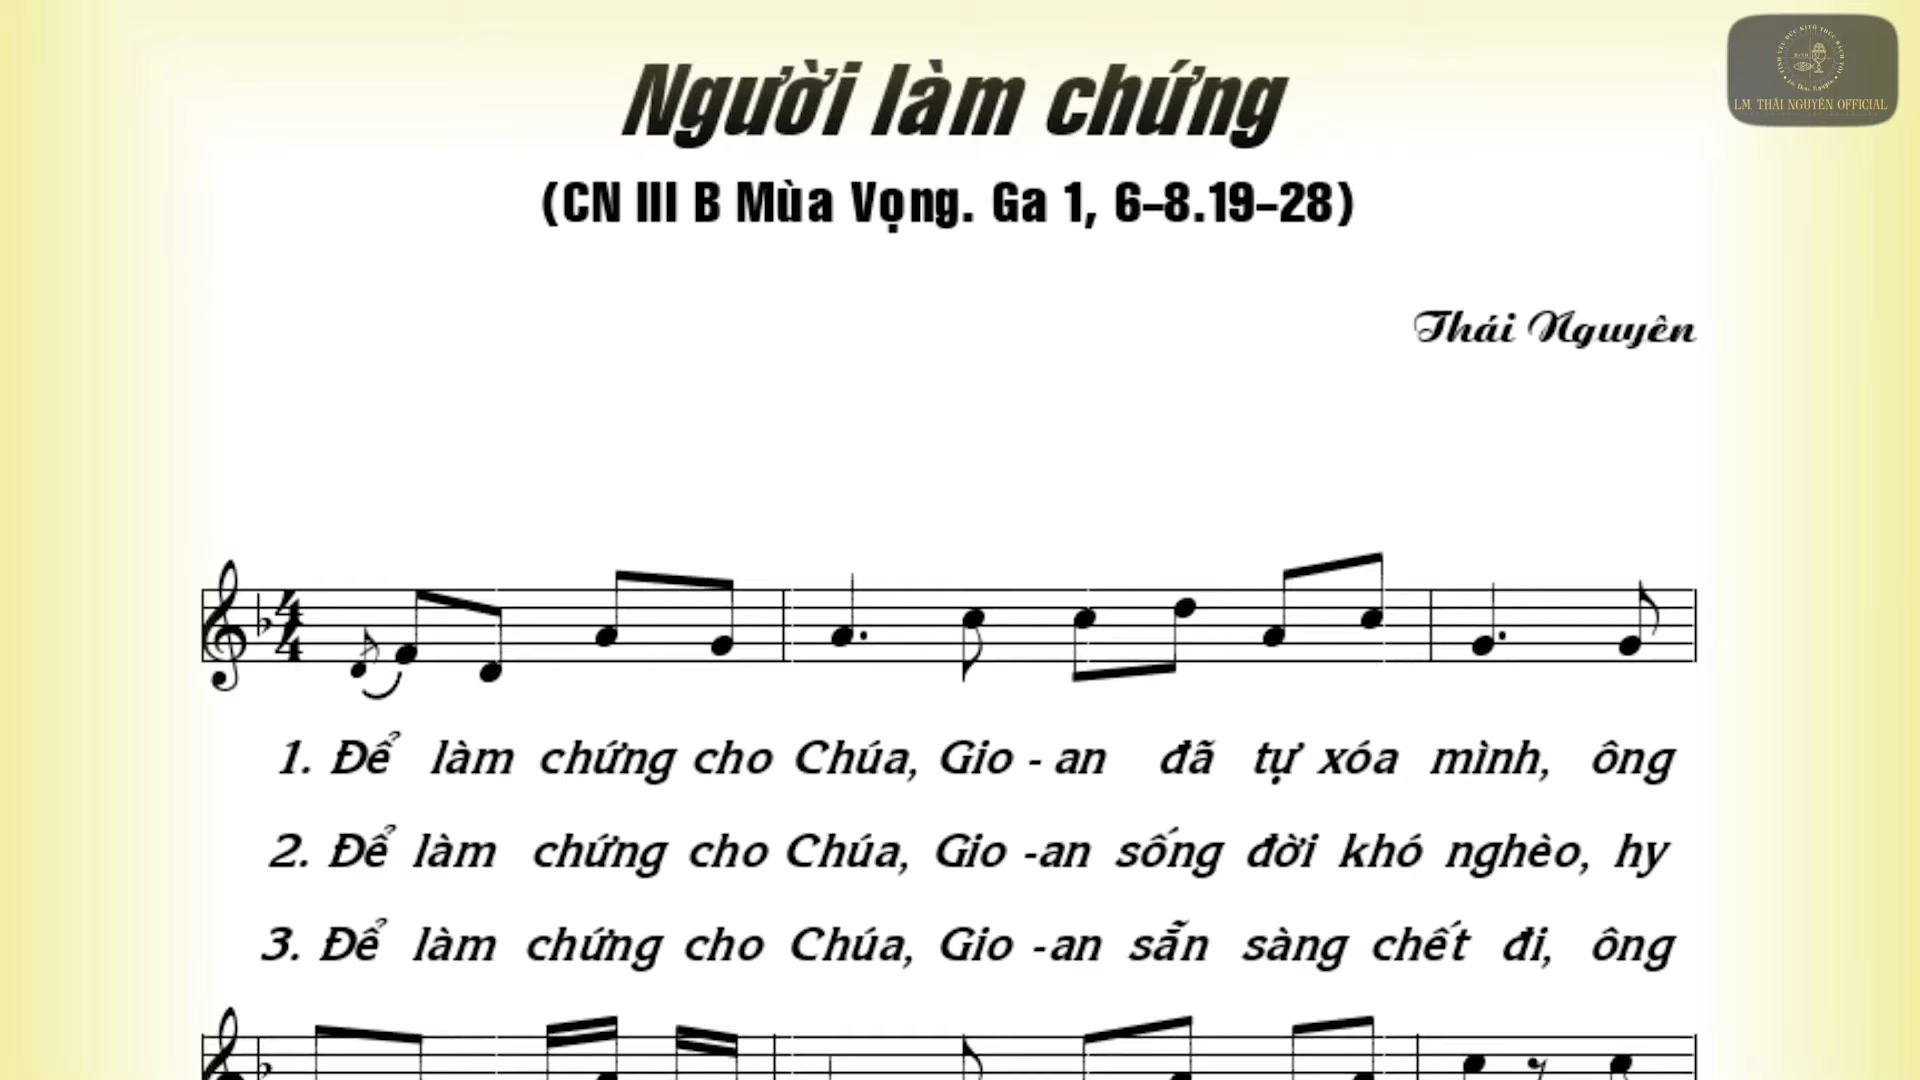 Người làm chứng
(CN III B Mùa Vọng. Ga 1, 6-8.19-28)
LM. THÁI NGUYÊN OFFICIAL
Thái Nguyên
1. Để làm chứng cho Chúa, Gio - an đã tự xóa mình, ông
2. Để làm chứng cho Chúa, Gio -an sống đời khó nghèo, hy
3. Để làm chứng cho Chúa, Gio -an sẵn sàng chết đi, ông